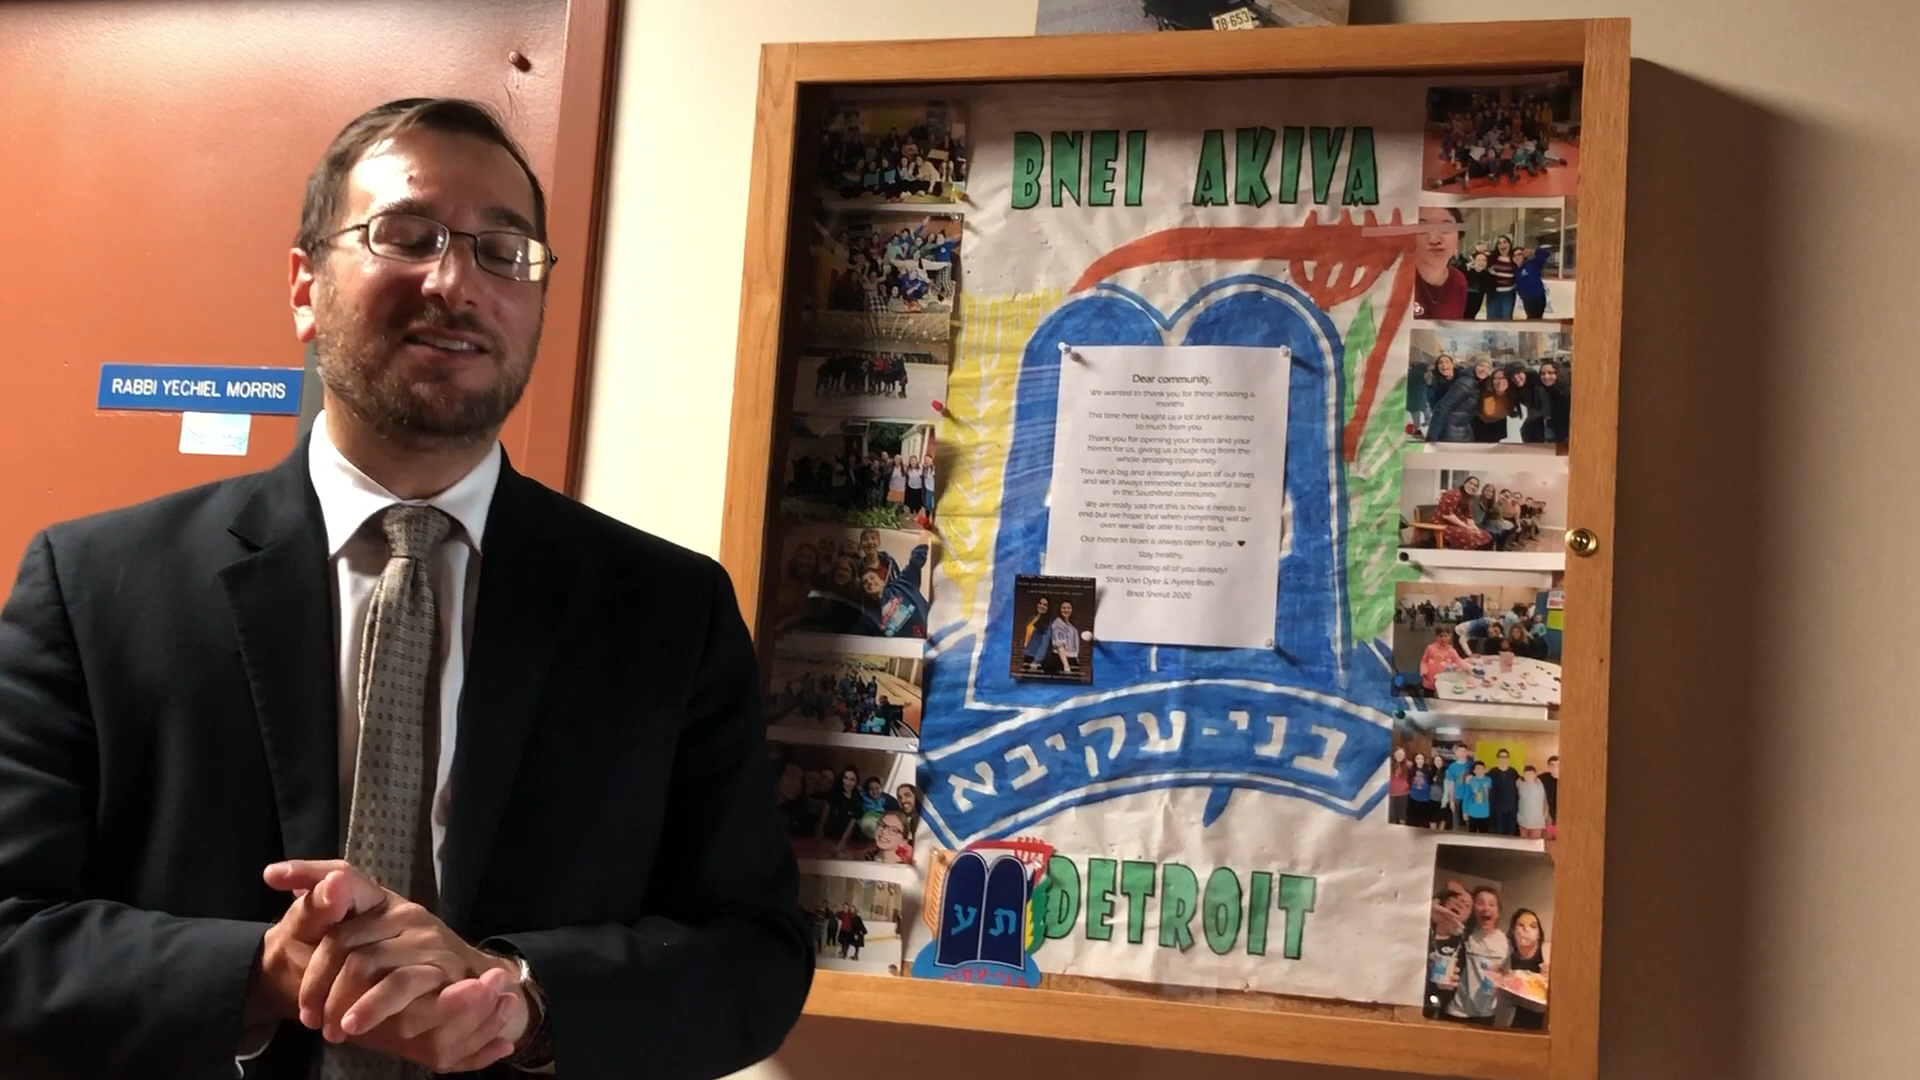 18-653
BNEI AKIVA
RABBI YECHIEL MORRIS
Dear community,
We wanted to thank you for these amazing 6
months.
This time here taught us a lot and we learned
so much from you.
Thank you for opening your hearts and your
homes for us, giving us a huge hug from the
whole amazing community.
You are a big and a meaningful part of our lives
and we'll always remember our beautiful time
in the Southfield community
We are really sad that this is how it needs to
end but we hope that when everything will be
over we will be able to come back.
Our home in Israel is always open for you
Stay healthy,
Love, and missing all of you already!
Shira Van Dyke & Ayelet Roth
Bnot Sherut 2020
בני-עקיבא
ת ע
DETROIT